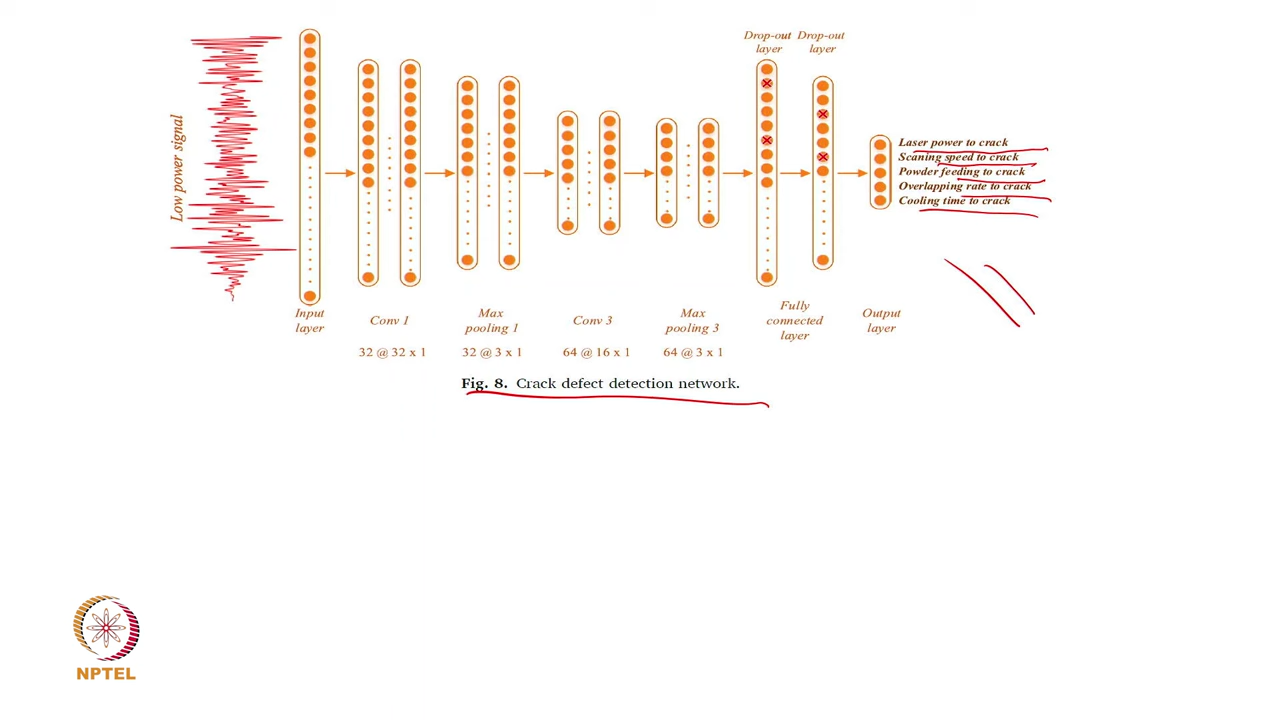 Drop-out Drop-out
layer layer
Low power signal
Laser power to crack
Scaning speed to crack
Powder feeding to crack
Overlapping rate to crack
Cooling time to crack
Input
layer
Conv 1
Max
pooling 1
Conv 3
Max
pooling 3
Fully
connected
layer
Output
layer
32 @ 32 x 1
32 @ 3 x 1
64 @ 16 x 1
64 @ 3 x 1
Fig. 8. Crack defect detection network.
NPTEL